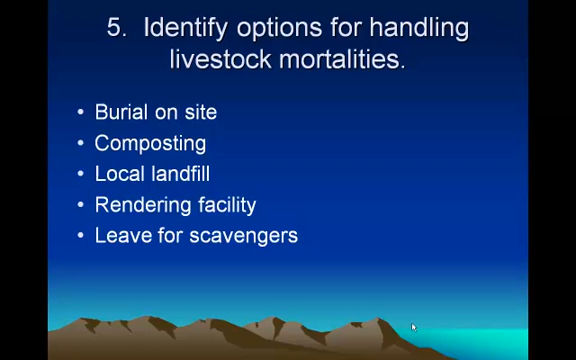 5. Identify options for handling
livestock mortalities.
• Burial on site
• Composting
• Local landfill
• Rendering facility
• Leave for scavengers